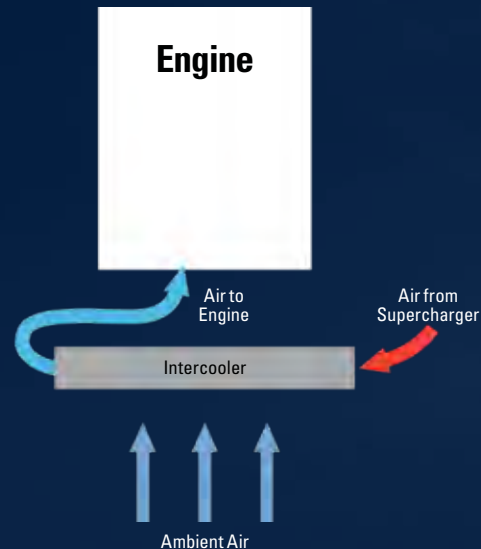 Engine
Air to
Engine
Air from
Supercharger
Intercooler
Ambient Air